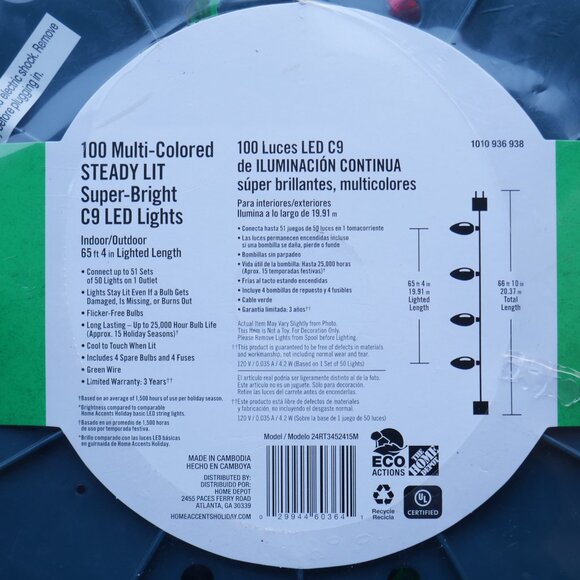 electric shock. Remove
before plugging in.
100 Multi-Colored
STEADY LIT
Super-Bright
C9 LED Lights
Indoor/Outdoor
65 ft 4 in Lighted Length
• Connect up to 51 Sets
of 50 Lights on 1 Outlet
• Lights Stay Lit Even If a Bulb Gets
Damaged, Is Missing, or Burns Out
• Flicker-Free Bulbs
• Long Lasting – Up to 25,000 Hour Bulb Life
(Approx. 15 Holiday Seasons)†
• Cool to Touch When Lit
• Includes 4 Spare Bulbs and 4 Fuses
• Green Wire
• Limited Warranty: 3 Years††
†Based on an average of 1,500 hours of use per holiday season.
*Brightness compared to comparable
Home Accents Holiday basic LED string lights.
†Basado en un promedio de 1,500 horas
de uso por temporada festiva.
*Brillo comparado con las luces LED básicas
en guirnalda de Home Accents Holiday.
100 Luces LED C9
de ILUMINACIÓN CONTINUA
súper brillantes, multicolores
Para interiores/exteriores
Ilumina a lo largo de 19.91 m
• Conecta hasta 51 juegos de 50 luces en 1 tomacorriente
• Las luces permanecen encendidas incluso
si una bombilla se daña, pierde o funde
• Bombillas sin parpadeo
• Vida útil de la bombilla: Hasta 25,000 horas
(Aprox. 15 temporadas festivas)†
• Frías al tacto estando encendidas
• Incluye 4 bombillas de repuesto y 4 fusibles
• Cable verde
• Garantía limitada: 3 años††
Actual Item May Vary Slightly from Photo.
This Item Is Not a Toy. For Decoration Only.
Please Remove Lights from Spool before Lighting.
††This product is guaranteed to be free of defects in materials
and workmanship, not including normal wear and tear.
120 V / 0.035 A / 4.2 W (Based on 1 Set of 50 Lights)
El artículo real podría ser ligeramente distinto al de la foto.
Este artículo no es un juguete. Sólo para decoración.
Retire las luces del carrete antes de encenderlas.
††Este producto está libre de defectos de materiales
y fabricación, no incluyendo el desgaste normal.
120 V / 0.035 A / 4.2 W (Sobre la base de 1 juego de 50 luces)
1010 936 938
65 ft 4 in
19.91 m
Lighted
Length
66 ft 10 in
20.37 m
Total
Length
Model / Modelo 24RT3452415M
MADE IN CAMBODIA
HECHO EN CAMBOYA
DISTRIBUTED BY:
DISTRIBUIDO POR:
HOME DEPOT
2455 PACES FERRY ROAD
ATLANTA, GA 30339
HOMEACCENTSHOLIDAY.COM
0 29944 60364 1
ECO
ACTIONS
THE
HOME
DEPOT
Recycle
Recicla
UL
CERTIFIED